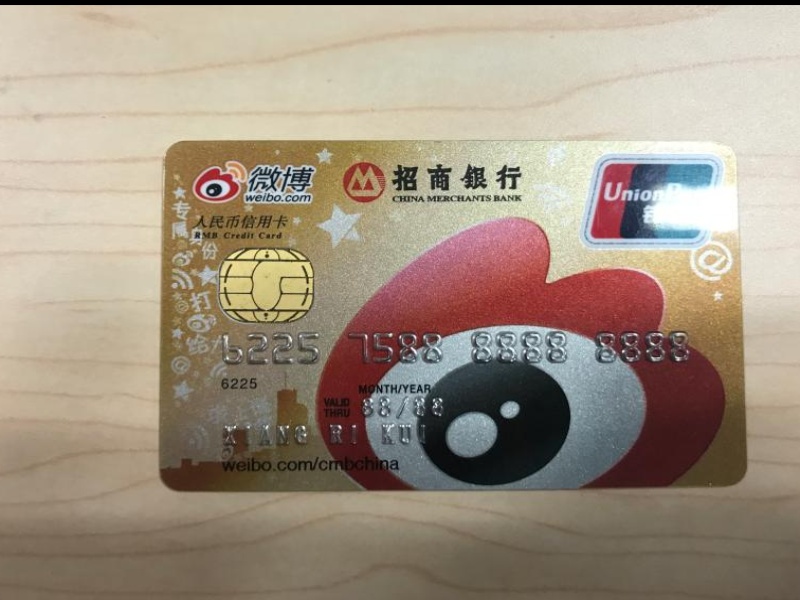 微博
weibo.com
招商银行
CHINA MERCHANTS BANK
Union
人民币信用卡
RMB Credit Card
@
6225 7588 8888 8888
6225
MONTH/YEAR
VALID THRU 88/88
XIANG RI KUI
weibo.com/cmbchina